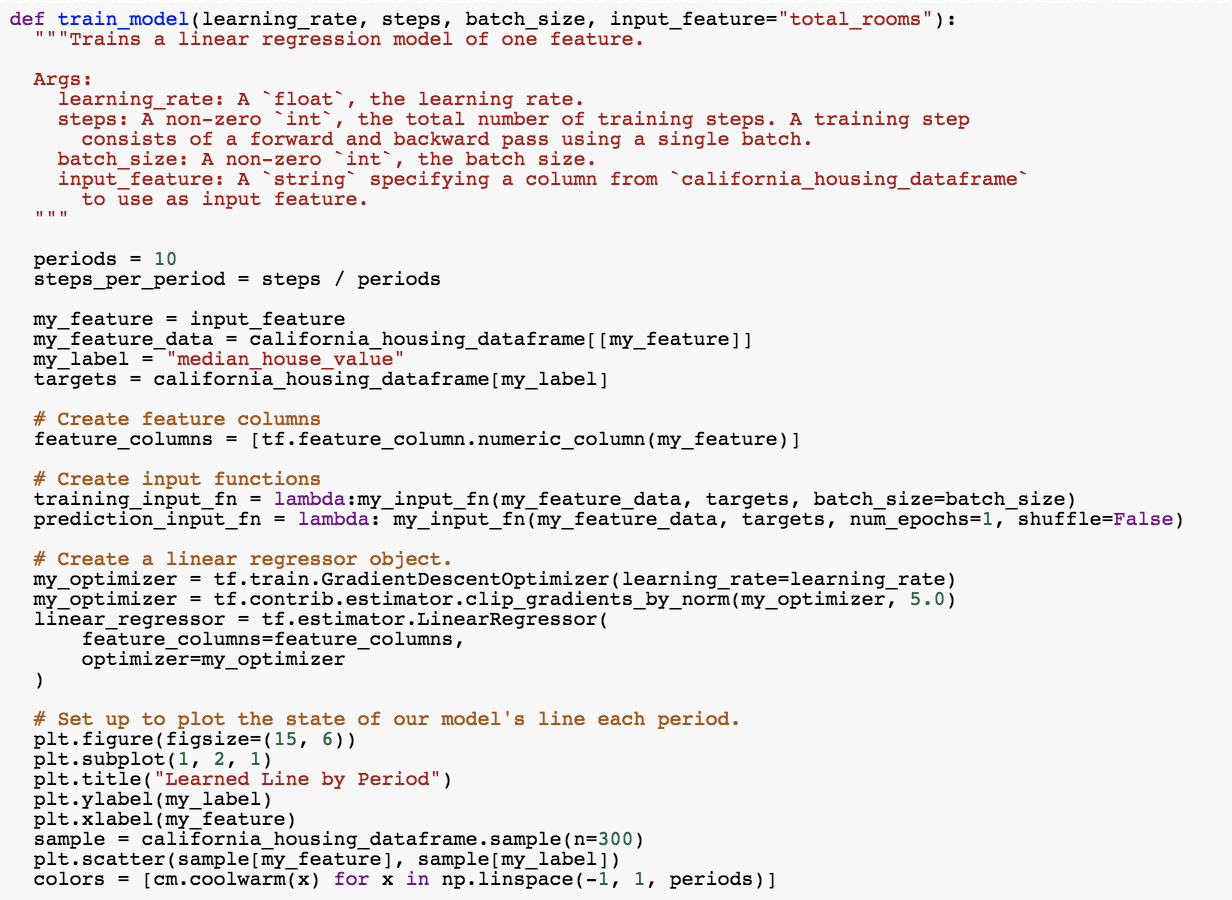 def train_model(learning_rate, steps, batch_size, input_feature="total_rooms"):
  """Trains a linear regression model of one feature.

  Args:
    learning_rate: A `float`, the learning rate.
    steps: A non-zero `int`, the total number of training steps. A training step
      consists of a forward and backward pass using a single batch.
    batch_size: A non-zero `int`, the batch size.
    input_feature: A `string` specifying a column from `california_housing_dataframe`
      to use as input feature.
  """

  periods = 10
  steps_per_period = steps / periods

  my_feature = input_feature
  my_feature_data = california_housing_dataframe[[my_feature]]
  my_label = "median_house_value"
  targets = california_housing_dataframe[my_label]

  # Create feature columns
  feature_columns = [tf.feature_column.numeric_column(my_feature)]

  # Create input functions
  training_input_fn = lambda:my_input_fn(my_feature_data, targets, batch_size=batch_size)
  prediction_input_fn = lambda: my_input_fn(my_feature_data, targets, num_epochs=1, shuffle=False)

  # Create a linear regressor object.
  my_optimizer = tf.train.GradientDescentOptimizer(learning_rate=learning_rate)
  my_optimizer = tf.contrib.estimator.clip_gradients_by_norm(my_optimizer, 5.0)
  linear_regressor = tf.estimator.LinearRegressor(
      feature_columns=feature_columns,
      optimizer=my_optimizer
  )

  # Set up to plot the state of our model's line each period.
  plt.figure(figsize=(15, 6))
  plt.subplot(1, 2, 1)
  plt.title("Learned Line by Period")
  plt.ylabel(my_label)
  plt.xlabel(my_feature)
  sample = california_housing_dataframe.sample(n=300)
  plt.scatter(sample[my_feature], sample[my_label])
  colors = [cm.coolwarm(x) for x in np.linspace(-1, 1, periods)]